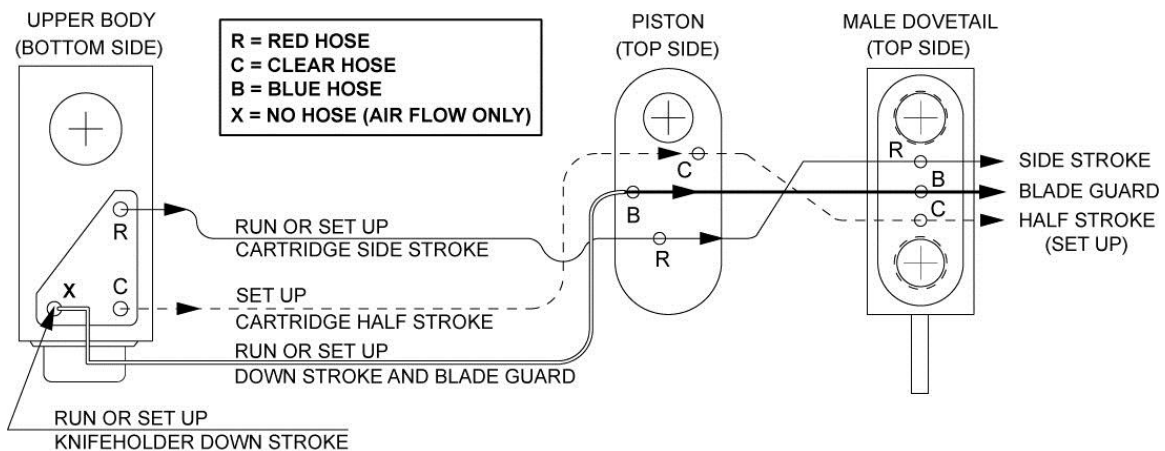 UPPER BODY
(BOTTOM SIDE)
R = RED HOSE
C = CLEAR HOSE
B = BLUE HOSE
X = NO HOSE (AIR FLOW ONLY)
PISTON
(TOP SIDE)
MALE DOVETAIL
(TOP SIDE)
R
C
X
RUN OR SET UP
CARTRIDGE SIDE STROKE
SET UP
CARTRIDGE HALF STROKE
RUN OR SET UP
DOWN STROKE AND BLADE GUARD
RUN OR SET UP
KNIFEHOLDER DOWN STROKE
C
B
R
R
B
C
SIDE STROKE
BLADE GUARD
HALF STROKE
(SET UP)